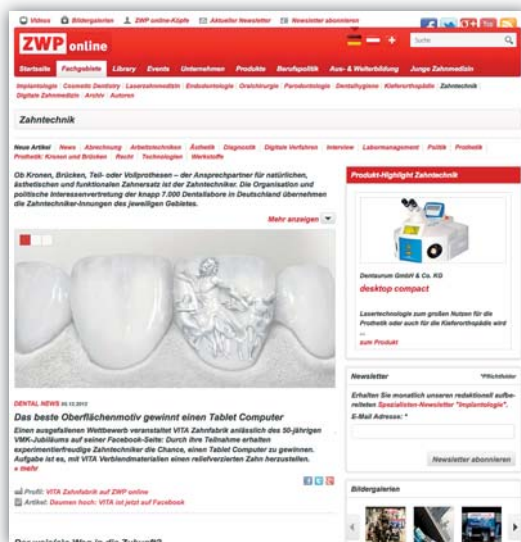 Videos Bildergalerien ZWP online-Köpfe Aktueller Newsletter Newsletter abonnieren
ZWP online
Suche
Startseite Fachgebiete Library Events Unternehmen Produkte Berufspolitik Aus- & Weiterbildung Junge Zahnmedizin
Implantologie Cosmetic Dentistry Laserzahnmedizin Endodontologie Oralchirurgie Parodontologie Dentalhygiene Kieferorthopädie Zahntechnik
Digitale Zahnmedizin Archiv Autoren
Zahntechnik
Neue Artikel News Abrechnung Arbeitstechniken Ästhetik Diagnostik Digitale Verfahren Interview Labormanagement Politik Prothetik
Prothetik: Kronen und Brücken Recht Technologien Werkstoffe
Ob Kronen, Brücken, Teil- oder Vollprothesen – der Ansprechpartner für natürlichen,
ästhetischen und funktionalen Zahnersatz ist der Zahntechniker. Die Organisation und
politische Interessenvertretung der knapp 7.000 Dentallabore in Deutschland übernehmen
die Zahntechniker-Innungen des jeweiligen Gebietes.
Mehr anzeigen
DENTAL NEWS 05.12.2012
Das beste Oberflächenmotiv gewinnt einen Tablet Computer
Einen ausgefallenen Wettbewerb veranstaltet VITA Zahnfabrik anlässlich des 50-jährigen
VMK-Jubiläums auf seiner Facebook-Seite: Durch ihre Teilnahme erhalten
experimentierfreudige Zahntechniker die Chance, einen Tablet Computer zu gewinnen.
Aufgabe ist es, mit VITA Verblendmaterialien einen reliefverzierten Zahn herzustellen.
» mehr
Profil: VITA Zahnfabrik auf ZWP online
Artikel: Daumen hoch: VITA ist jetzt auf Facebook
Produkt-Highlight Zahntechnik
Dentaurum GmbH & Co. KG
desktop compact
Lasertechnologie zum großen Nutzen für die
Prothetik oder auch für die Kieferorthopädie wird
...
zum Produkt
Newsletter *Pflichtfelder
Erhalten Sie monatlich unseren redaktionell aufbe-
reiteten Spezialisten-Newsletter "Implantologie".
E-Mail Adresse: *
Newsletter abonnieren
Bildergalerien